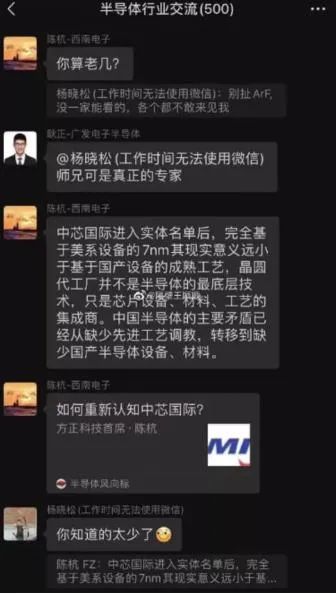 半导体行业交流(500)
陈杭-西南电子
你算老几?
杨晓松(工作时间无法使用微信): 别扯ArF,
没一家能看的，各个都不敢来见我
耿正-广发电子半导体
@杨晓松(工作时间无法使用微信)
师兄可是真正的专家
陈杭-西南电子
中芯国际进入实体名单后，完全基
于美系设备的7nm其现实意义远小
于基于国产设备的成熟工艺，晶圆
代工厂并不是半导体的最底层技
术，只是芯片设备、材料、工艺的
集成商。中国半导体的主要矛盾已
经从缺少先进工艺调教，转移到缺
少国产半导体设备、材料。
陈杭-西南电子
如何重新认知中芯国际?
方正科技首席·陈杭
MI
半导体风向标
杨晓松(工作时间无法使用微信)
你知道的太少了
陈杭 FZ: 中芯国际进入实体名单后，完全
基于美系设备的7nm其现实意义远小于基...